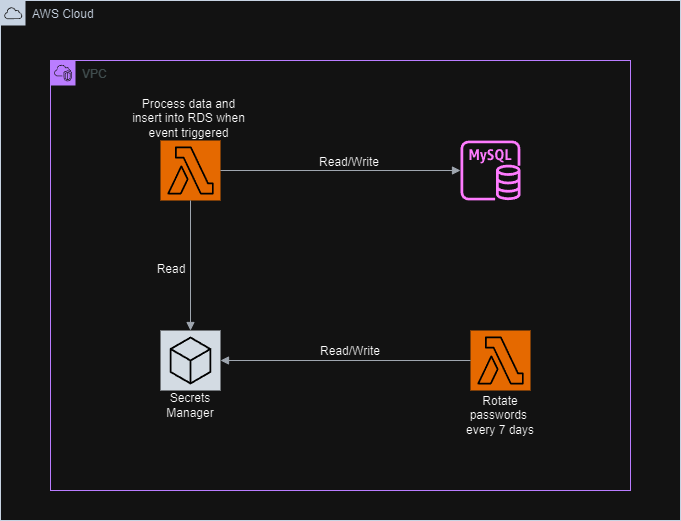 AWS Cloud
VPC
Process data and
insert into RDS when
event triggered
Read/Write
MySQL
Read
Read/Write
Secrets
Manager
Rotate
passwords
every 7 days